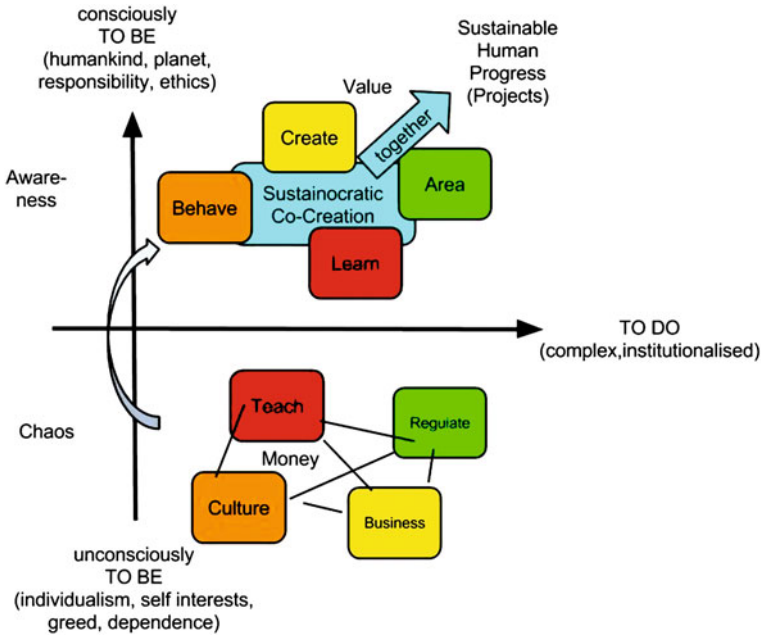 consciously
TO BE
(humankind, planet,
responsibility, ethics)
Sustainable
Human
Progress
(Projects)
Value
together
Create
Aware-
ness
Behave
Sustainocratic
Co-Creation
Area
Learn
TO DO
(complex,institutionalised)
Chaos
Teach
Reguiate
Money
Culture
Business
unconsciously
TO BE
(individualism, self interests,
greed, dependence)